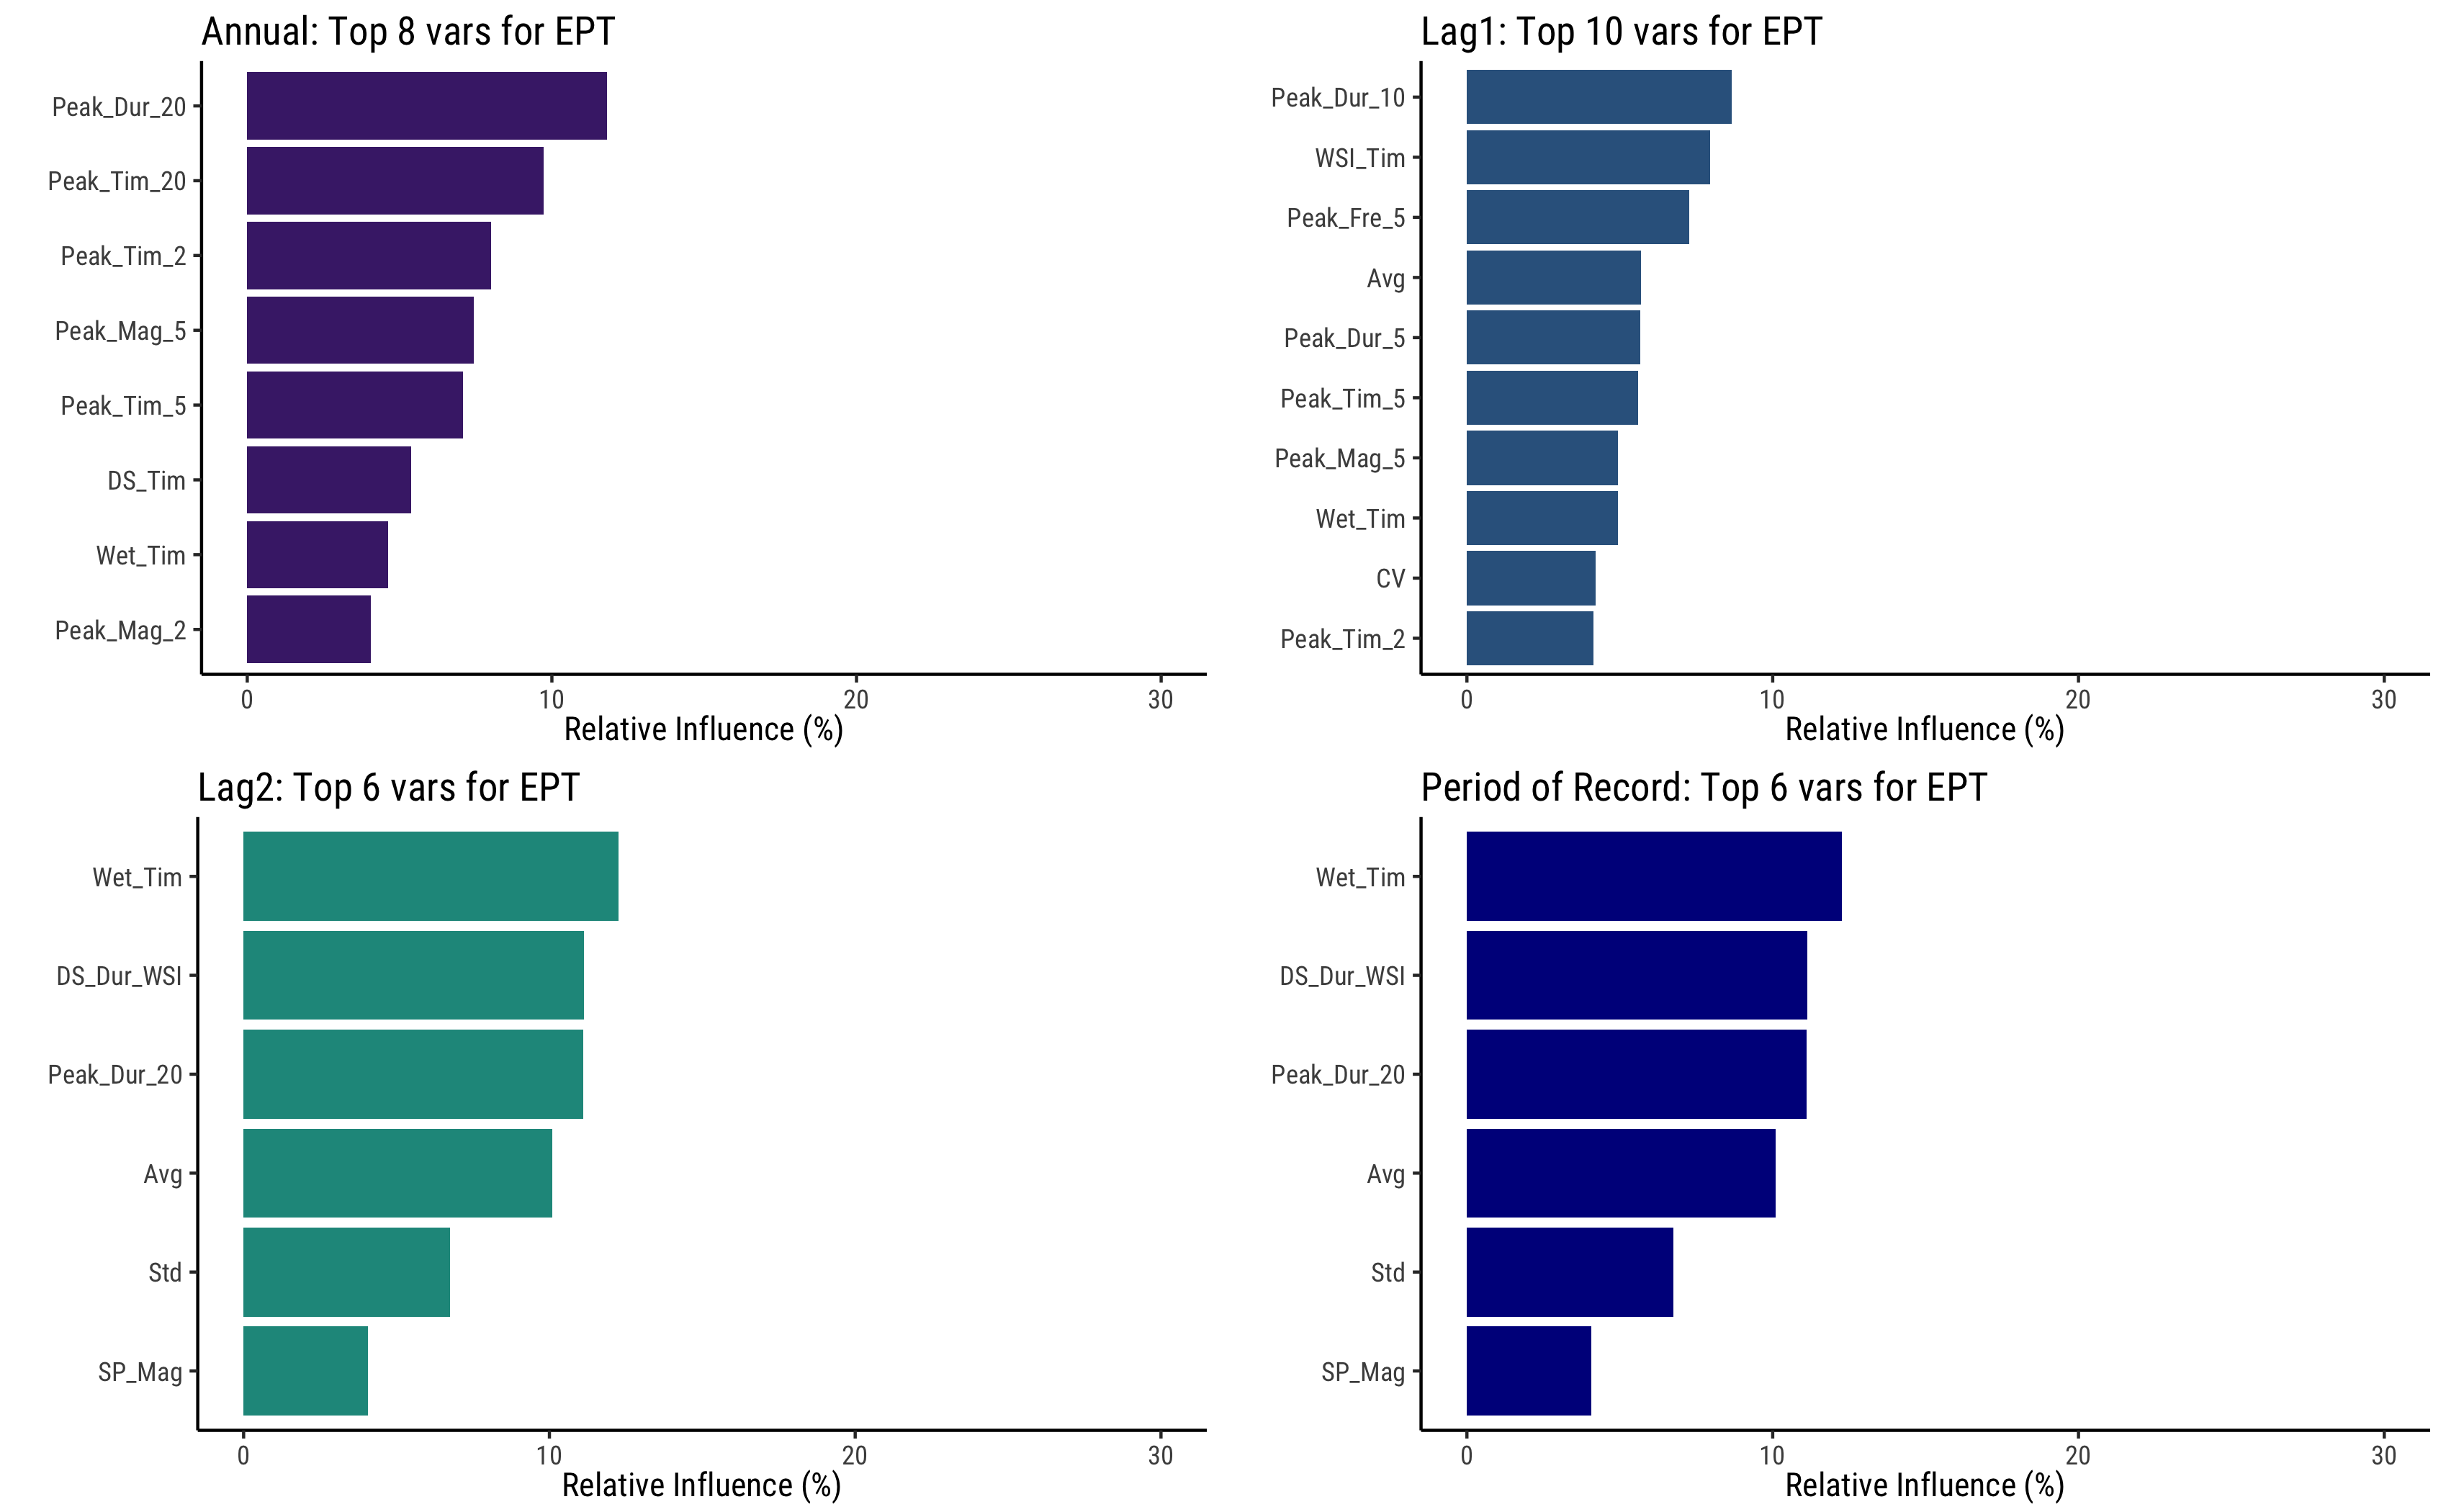 Annual: Top 8 vars for EPT
Peak_Dur_20
Peak_Tim_20
Peak_Tim_2
Peak_Mag_5
Peak_Tim_5
DS_Tim
Wet_Tim
Peak_Mag_2
0 10 20 30
Relative Influence (%)
Lag1: Top 10 vars for EPT
Peak_Dur_10
WSI_Tim
Peak_Fre_5
Avg
Peak_Dur_5
Peak_Tim_5
Peak_Mag_5
Wet_Tim
CV
Peak_Tim_2
0 10 20 30
Relative Influence (%)
Lag2: Top 6 vars for EPT
Wet_Tim
DS_Dur_WSI
Peak_Dur_20
Avg
Std
SP_Mag
0 10 20 30
Relative Influence (%)
Period of Record: Top 6 vars for EPT
Wet_Tim
DS_Dur_WSI
Peak_Dur_20
Avg
Std
SP_Mag
0 10 20 30
Relative Influence (%)